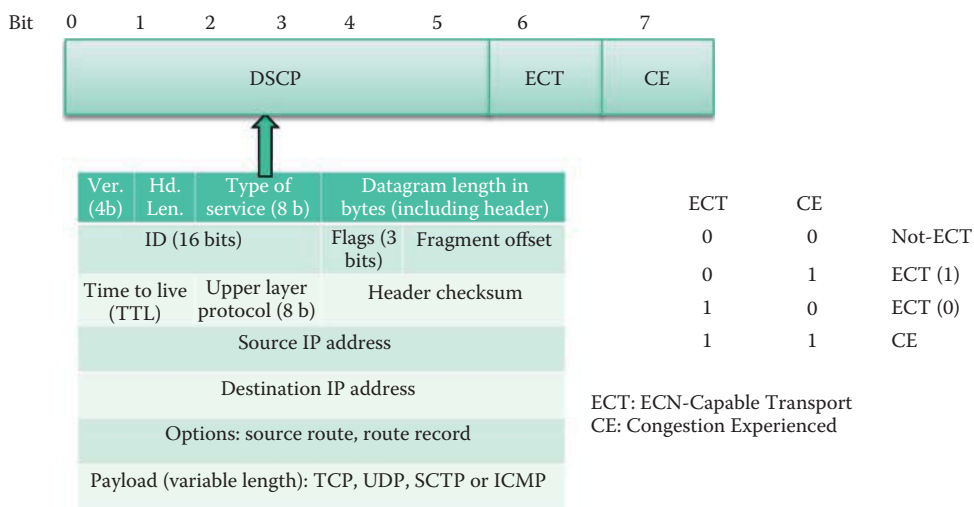 Bit 0 1 2 3 4 5 6 7
DSCP ECT CE
Ver. (4b)
Hd. Len.
Type of service (8 b)
Datagram length in bytes (including header)
ID (16 bits)
Flags (3 bits)
Fragment offset
Time to live (TTL)
Upper layer protocol (8 b)
Header checksum
Source IP address
Destination IP address
Options: source route, route record
Payload (variable length): TCP, UDP, SCTP or ICMP
ECT CE
0 0 Not-ECT
0 1 ECT (1)
1 0 ECT (0)
1 1 CE
ECT: ECN-Capable Transport
CE: Congestion Experienced